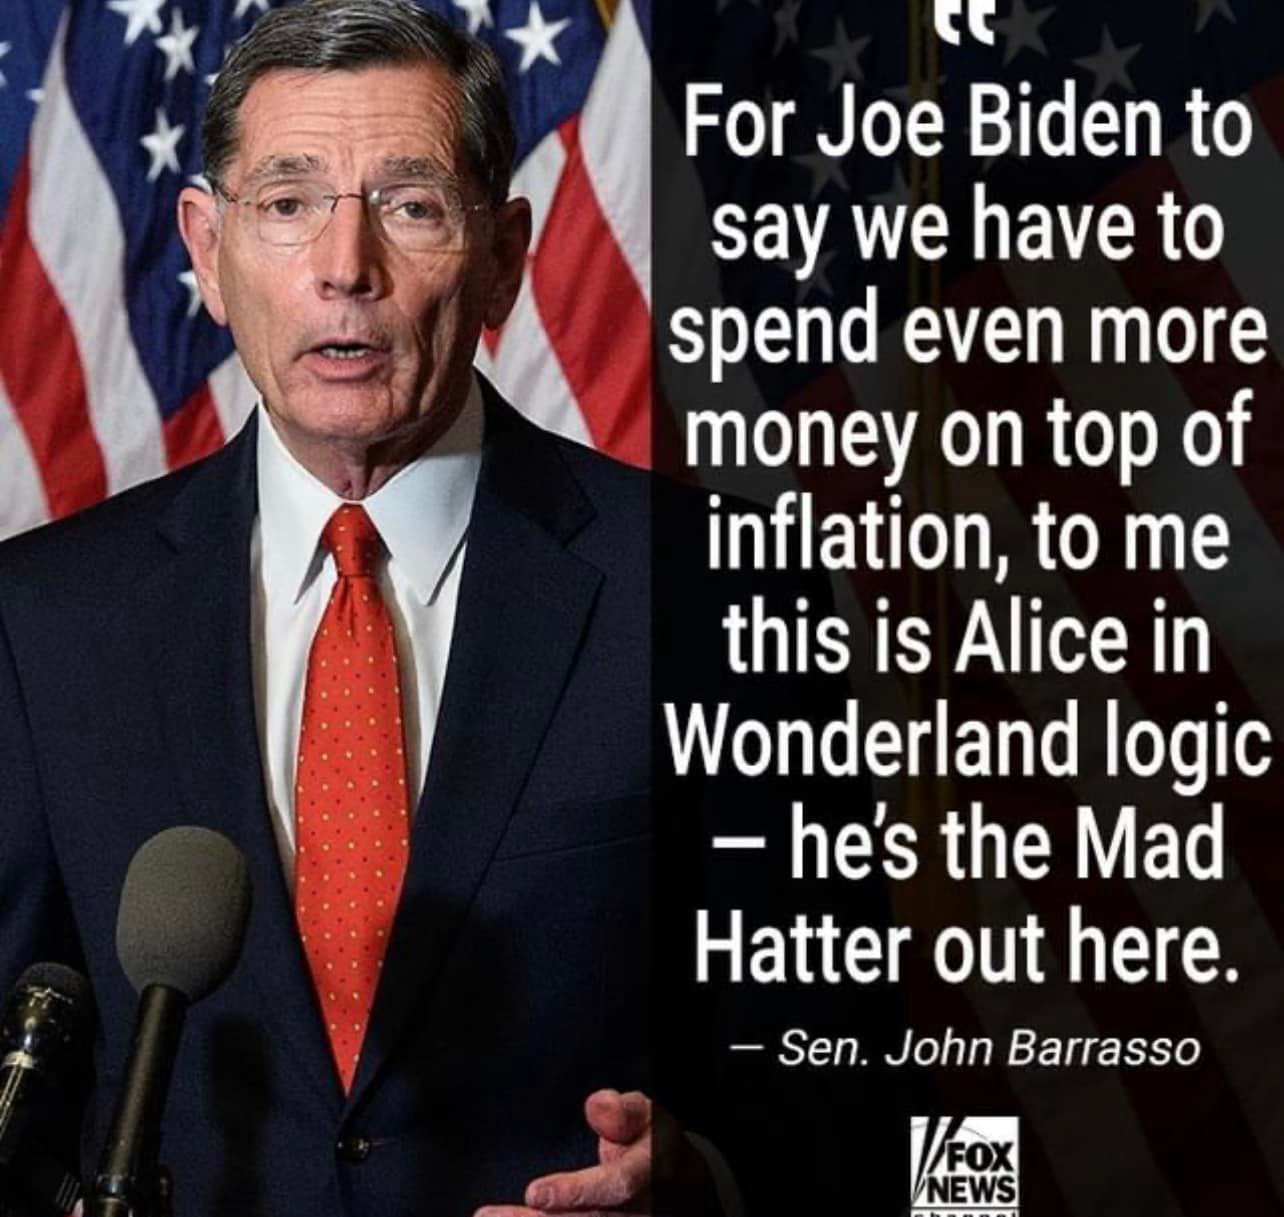 “
For Joe Biden to
say we have to
spend even more
money on top of
inflation, to me
this is Alice in
Wonderland logic
— he's the Mad
Hatter out here.
— Sen. John Barrasso
FOX
NEWS
channel